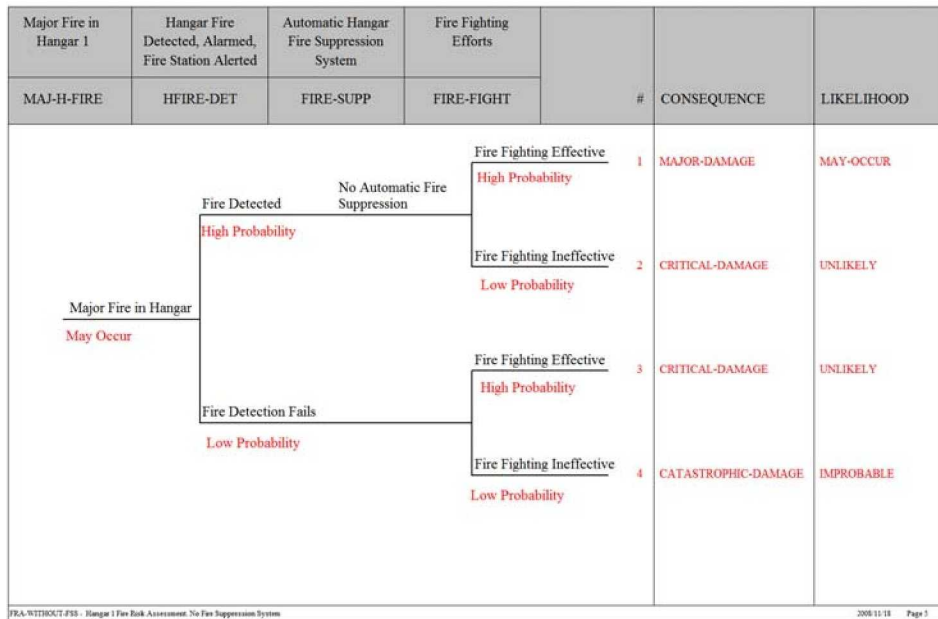 Major Fire in
Hangar 1
Hangar Fire
Detected, Alarmed,
Fire Station Alerted
Automatic Hangar
Fire Suppression
System
Fire Fighting
Efforts
MAJ-H-FIRE
HFIRE-DET
FIRE-SUPP
FIRE-FIGHT
#
CONSEQUENCE
LIKELIHOOD
Fire Fighting Effective
High Probability
1
MAJOR-DAMAGE
MAY-OCCUR
No Automatic Fire
Suppression
Fire Detected
High Probability
Fire Fighting Ineffective
Low Probability
2
CRITICAL-DAMAGE
UNLIKELY
Major Fire in Hangar
May Occur
Fire Fighting Effective
High Probability
3
CRITICAL-DAMAGE
UNLIKELY
Fire Detection Fails
Low Probability
Fire Fighting Ineffective
Low Probability
4
CATASTROPHIC-DAMAGE
IMPROBABLE
FRA-WITHOUT-FSS - Hangar 1 Fire Risk Assessment: No Fire Suppression System
2008/11/18
Page 5